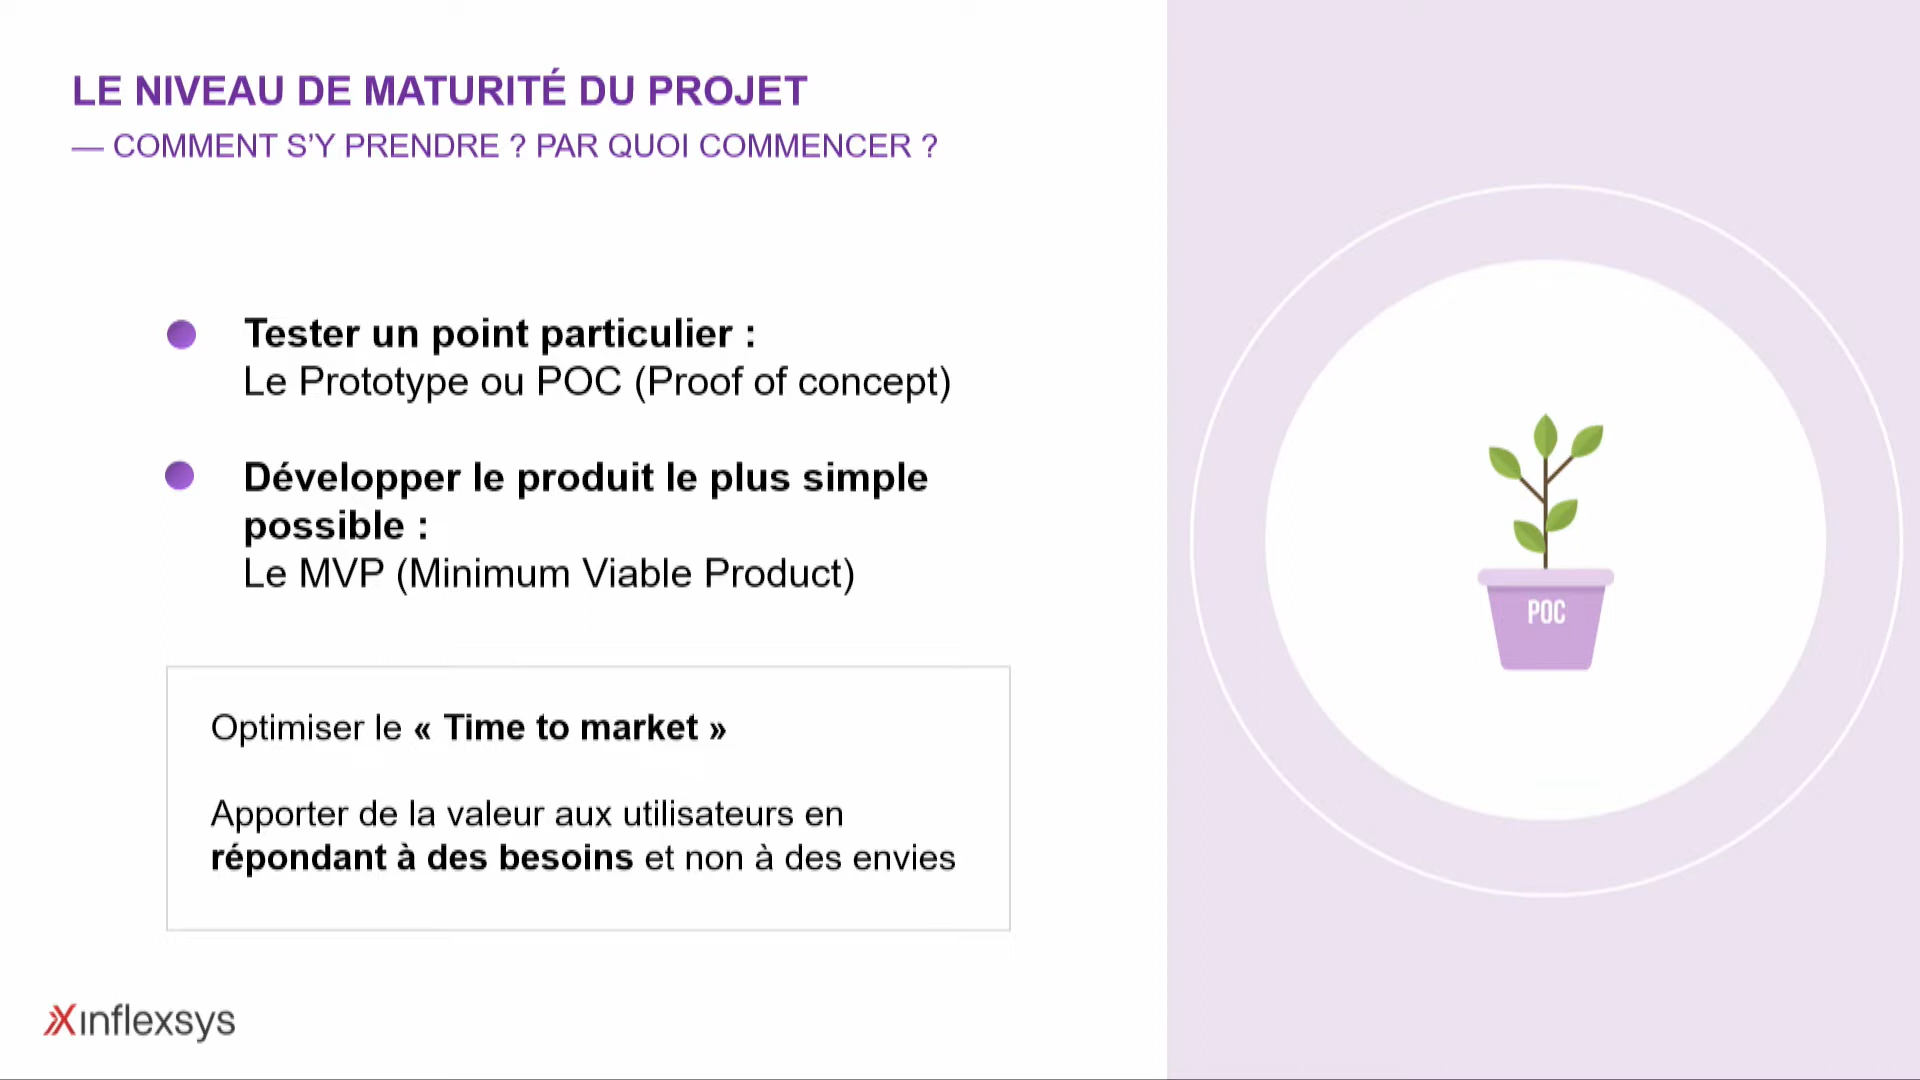 LE NIVEAU DE MATURITÉ DU PROJET
— COMMENT S’Y PRENDRE ? PAR QUOI COMMENCER ?
Tester un point particulier :
Le Prototype ou POC (Proof of concept)
Développer le produit le plus simple
possible :
Le MVP (Minimum Viable Product)
Optimiser le « Time to market »
Apporter de la valeur aux utilisateurs en
répondant à des besoins et non à des envies
POC
inflexsys